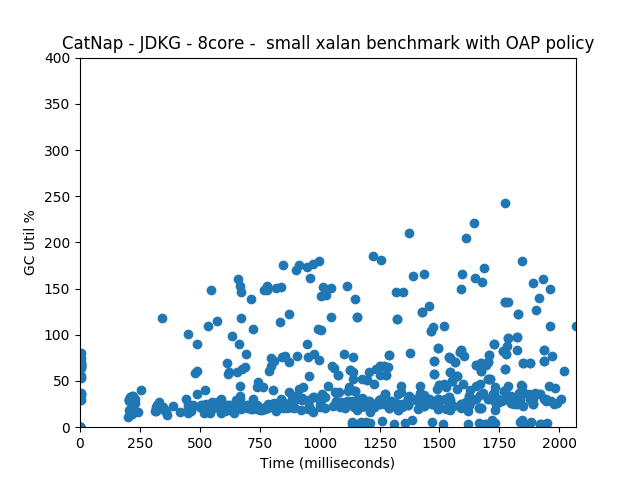 CatNap - JDKG - 8core -  small xalan benchmark with OAP policy
400
350
300
250
200
150
100
50
0
GC Util %
0 250 500 750 1000 1250 1500 1750 2000
Time (milliseconds)